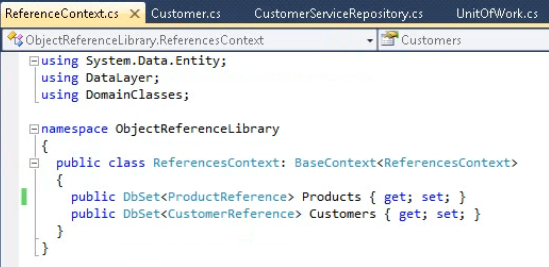 ReferenceContext.cs Customer.cs CustomerServiceRepository.cs UnitOfWork.cs
ObjectReferenceLibrary.ReferencesContext Customers
using System.Data.Entity;
using DataLayer;
using DomainClasses;
namespace ObjectReferenceLibrary
{
public class ReferencesContext: BaseContext<ReferencesContext>
{
public DbSet<ProductReference> Products { get; set; }
public DbSet<CustomerReference> Customers { get; set; }
}
}